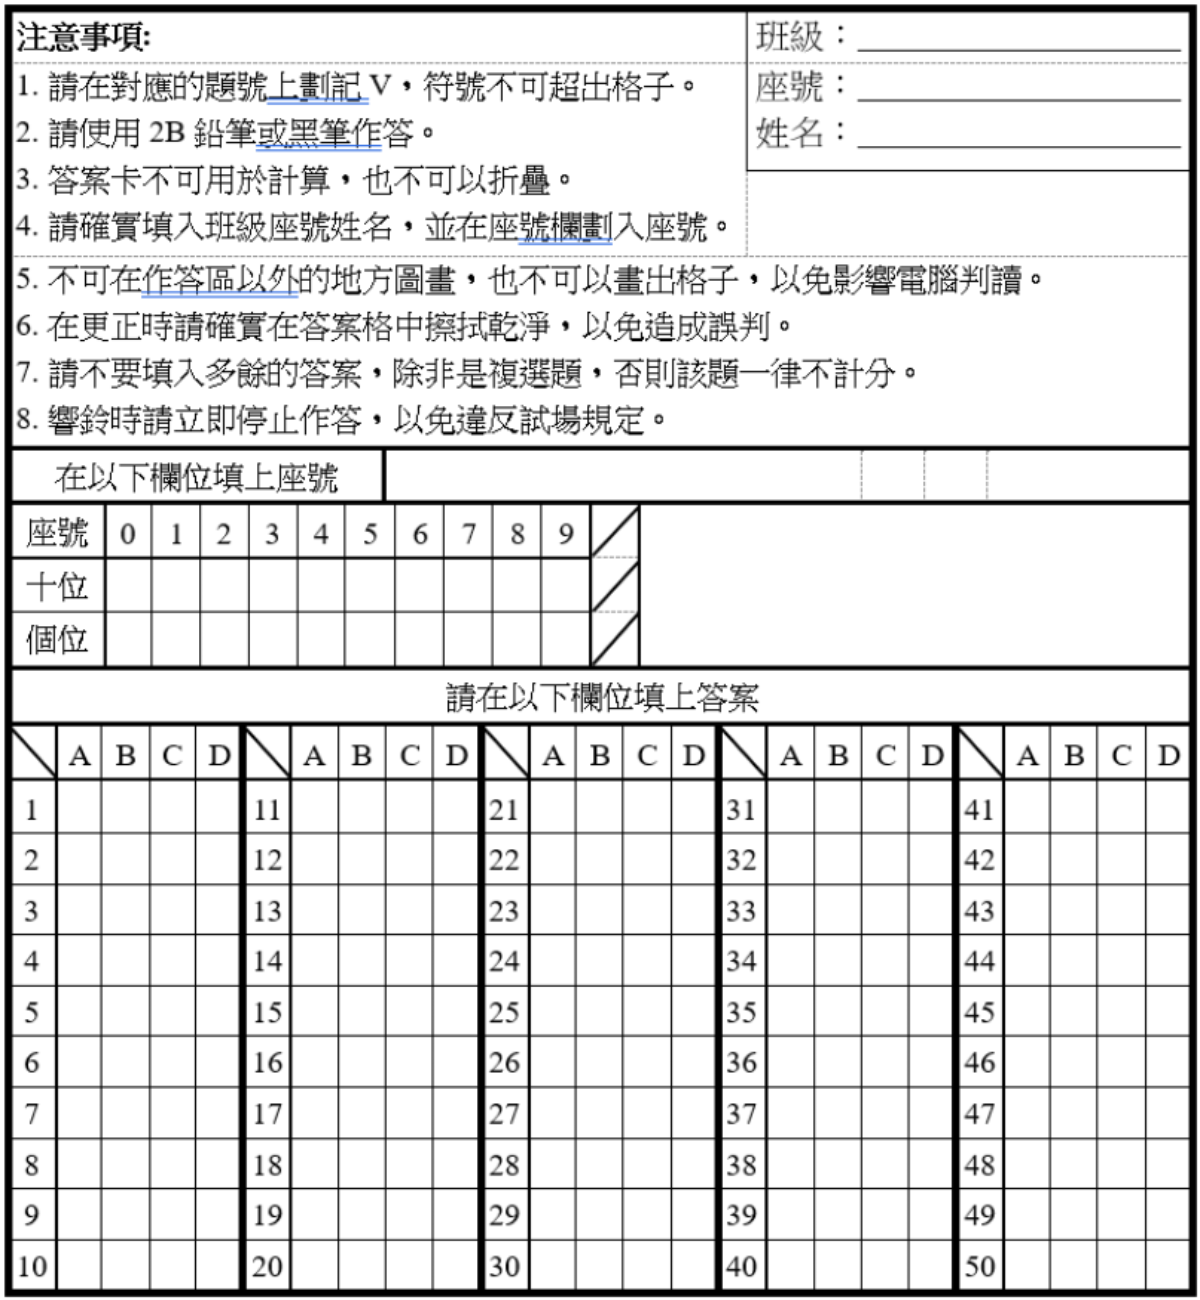 注意事項:
班級：
1. 請在對應的題號上劃記 V，符號不可超出格子。
座號：
2. 請使用 2B 鉛筆或黑筆作答。
姓名：
3. 答案卡不可用於計算，也不可以折疊。
4. 請確實填入班級座號姓名，並在座號欄劃入座號。
5. 不可在作答區以外的地方圖畫，也不可以畫出格子，以免影響電腦判讀。
6. 在更正時請確實在答案格中擦拭乾淨，以免造成誤判。
7. 請不要填入多餘的答案，除非是複選題，否則該題一律不計分。
8. 響鈴時請立即停止作答，以免違反試場規定。
在以下欄位填上座號
座號 0 1 2 3 4 5 6 7 8 9
十位
個位
請在以下欄位填上答案
A B C D A B C D A B C D A B C D A B C D
1 11 21 31 41
2 12 22 32 42
3 13 23 33 43
4 14 24 34 44
5 15 25 35 45
6 16 26 36 46
7 17 27 37 47
8 18 28 38 48
9 19 29 39 49
10 20 30 40 50